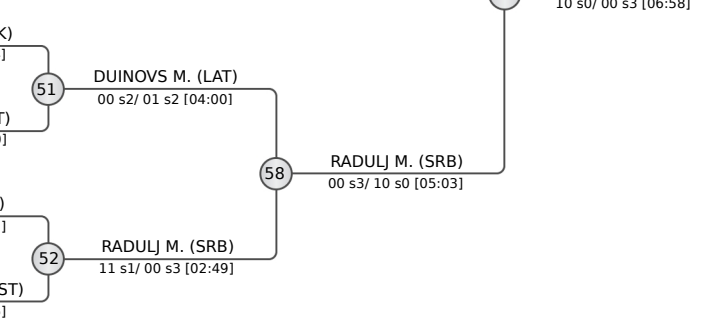 10 s0/ 00 s3 [06:58]
K)
]
51
DUINOVS M. (LAT)
00 s2/ 01 s2 [04:00]
T)
]
58
RADULJ M. (SRB)
00 s3/ 10 s0 [05:03]
)
]
52
RADULJ M. (SRB)
11 s1/ 00 s3 [02:49]
ST)
]